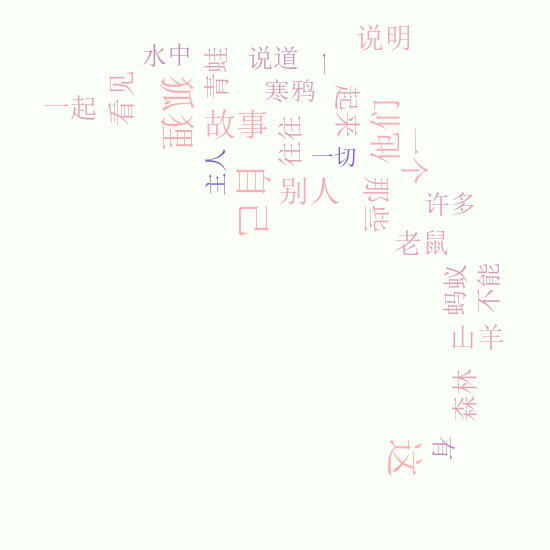 说明
水中
说道
一
青蛙
看见
狐狸
寒鸦
一起
起来
故事
他们
往往
一切
一个
主人
自己
别人
那些
许多
老鼠
蚂蚁
不能
山羊
森林
有
这